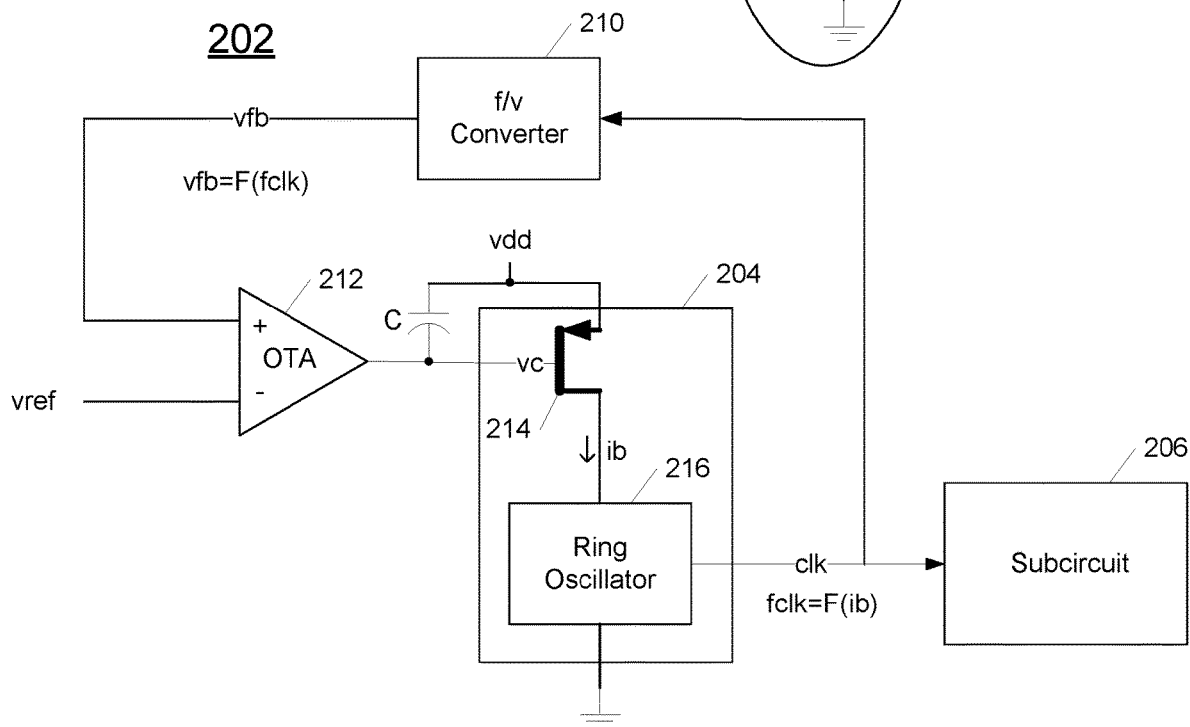 202
210
f/v
Converter
vfb
vfb=F(fclk)
vdd
212
204
C
+
OTA
-
vc
vref
214
ib
216
206
Ring
Oscillator
clk
fclk=F(ib)
Subcircuit